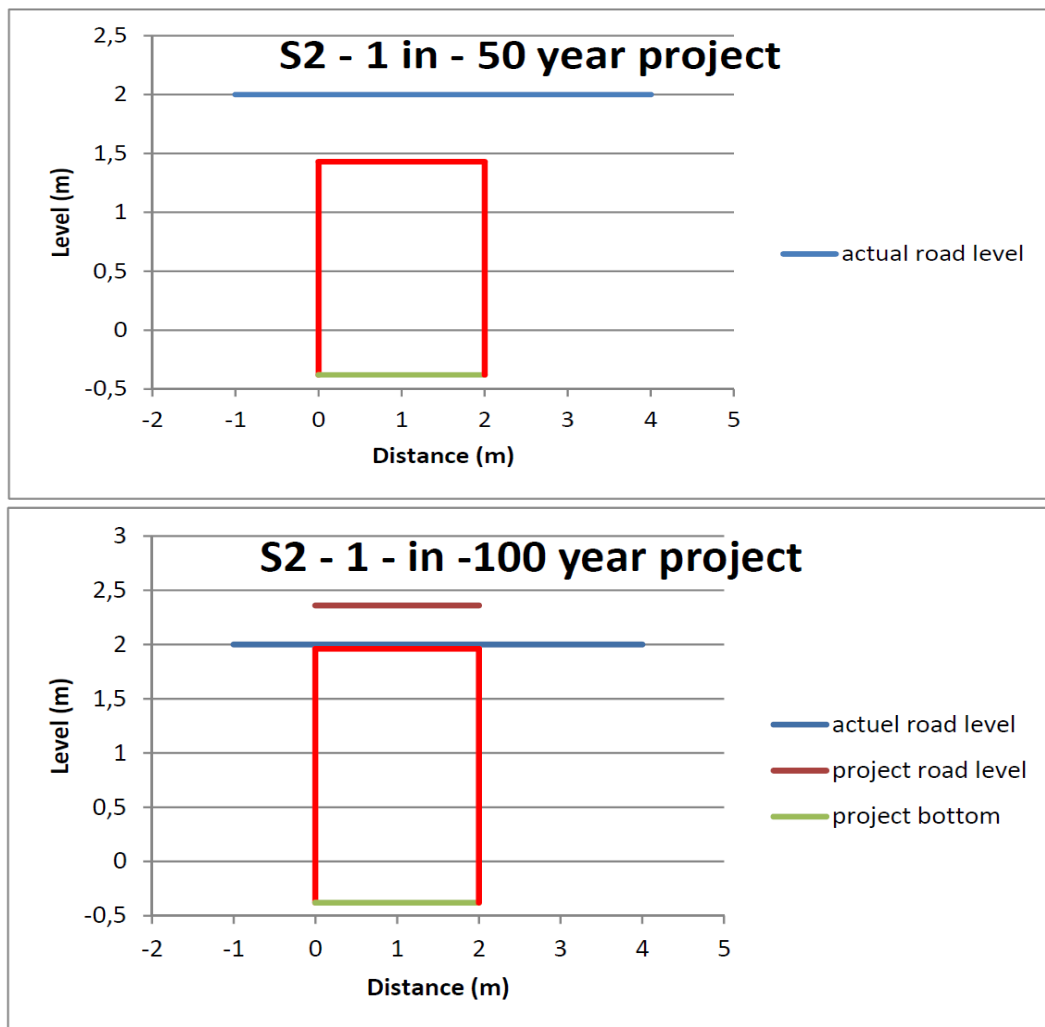 S2 - 1 in - 50 year project
2,5
2
1,5
1
0,5
0
-0,5
-2 -1 0 1 2 3 4 5
Level (m)
Distance (m)
actual road level
S2 - 1 - in -100 year project
3
2,5
2
1,5
1
0,5
0
-0,5
-2 -1 0 1 2 3 4 5
Level (m)
Distance (m)
actuel road level
project road level
project bottom